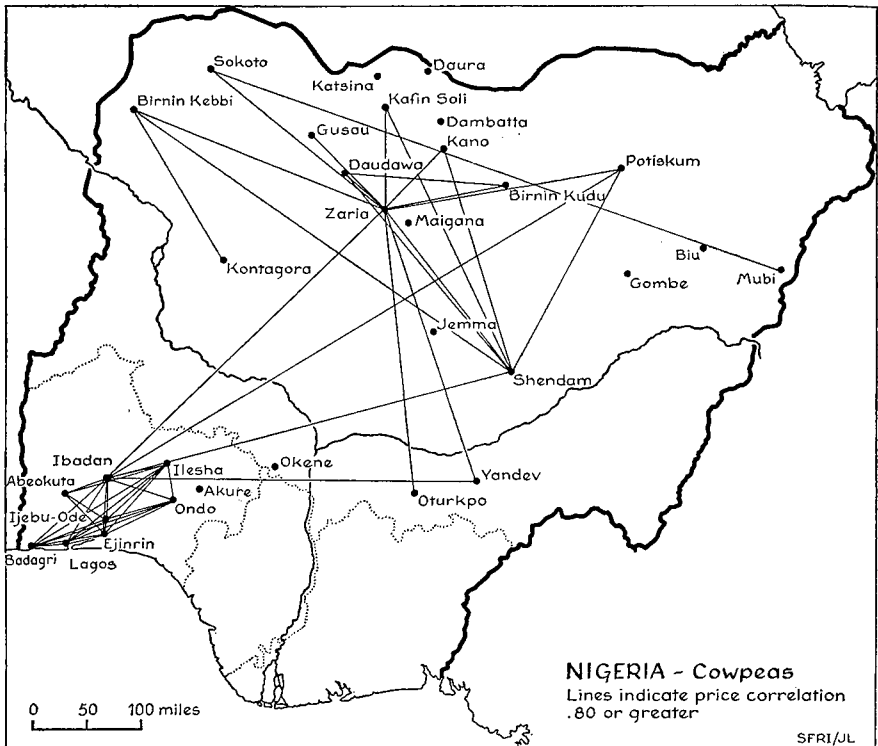 Sokoto
Daura
Katsina
Birnin Kebbi
Kafin Soli
Gusau
Dambatta
Kano
Daudawa
Potiskum
Birnin Kudu
Zaria
Maigana
Biu
Kontagora
Mubi
Gombe
Jemma
Shendam
Ibadan
Ilesha
Okene
Abeokuta
Yandev
Akure
Oturkpo
Ijebu-Ode
Ondo
Ejinrin
Badagri
Lagos
NIGERIA - Cowpeas
Lines indicate price correlation
.80 or greater
0 50 100 miles
SFRI/JL